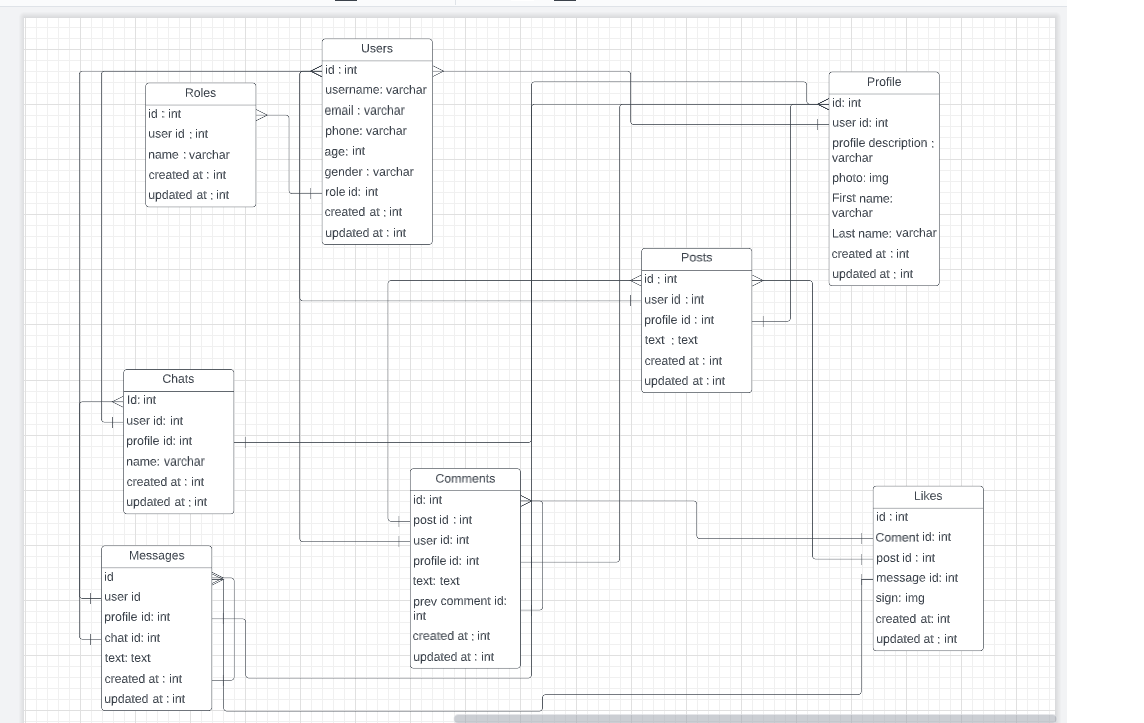 Users
id : int
username: varchar
email : varchar
phone: varchar
age: int
gender : varchar
role id: int
created at : int
updated at : int
Roles
id : int
user id : int
name : varchar
created at : int
updated at : int
Profile
id: int
user id: int
profile description :
varchar
photo: img
First name:
varchar
Last name: varchar
created at : int
updated at : int
Posts
id : int
user id : int
profile id : int
text : text
created at : int
updated at : int
Chats
Id: int
user id: int
profile id: int
name: varchar
created at : int
updated at : int
Comments
id: int
post id : int
user id: int
profile id: int
text: text
prev comment id:
int
created at : int
updated at : int
Likes
id : int
Coment id: int
post id : int
message id: int
sign: img
created at: int
updated at : int
Messages
id
user id
profile id: int
chat id: int
text: text
created at : int
updated at : int